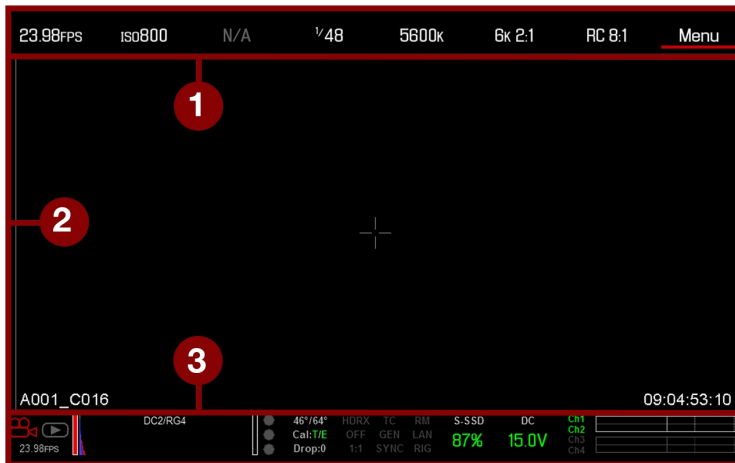 23.98FPS ISO800 N/A 1/48 5600K 6K 2:1 RC 8:1 Menu
1
2
3
A001_C016 09:04:53:10
DC2/RG4 46°/64° HDRX TC RM S-SSD DC Ch1
Cal:T/E OFF GEN LAN 87% 15.0V Ch2
23.98FPS Drop:0 1:1 SYNC RIG Ch3
Ch4